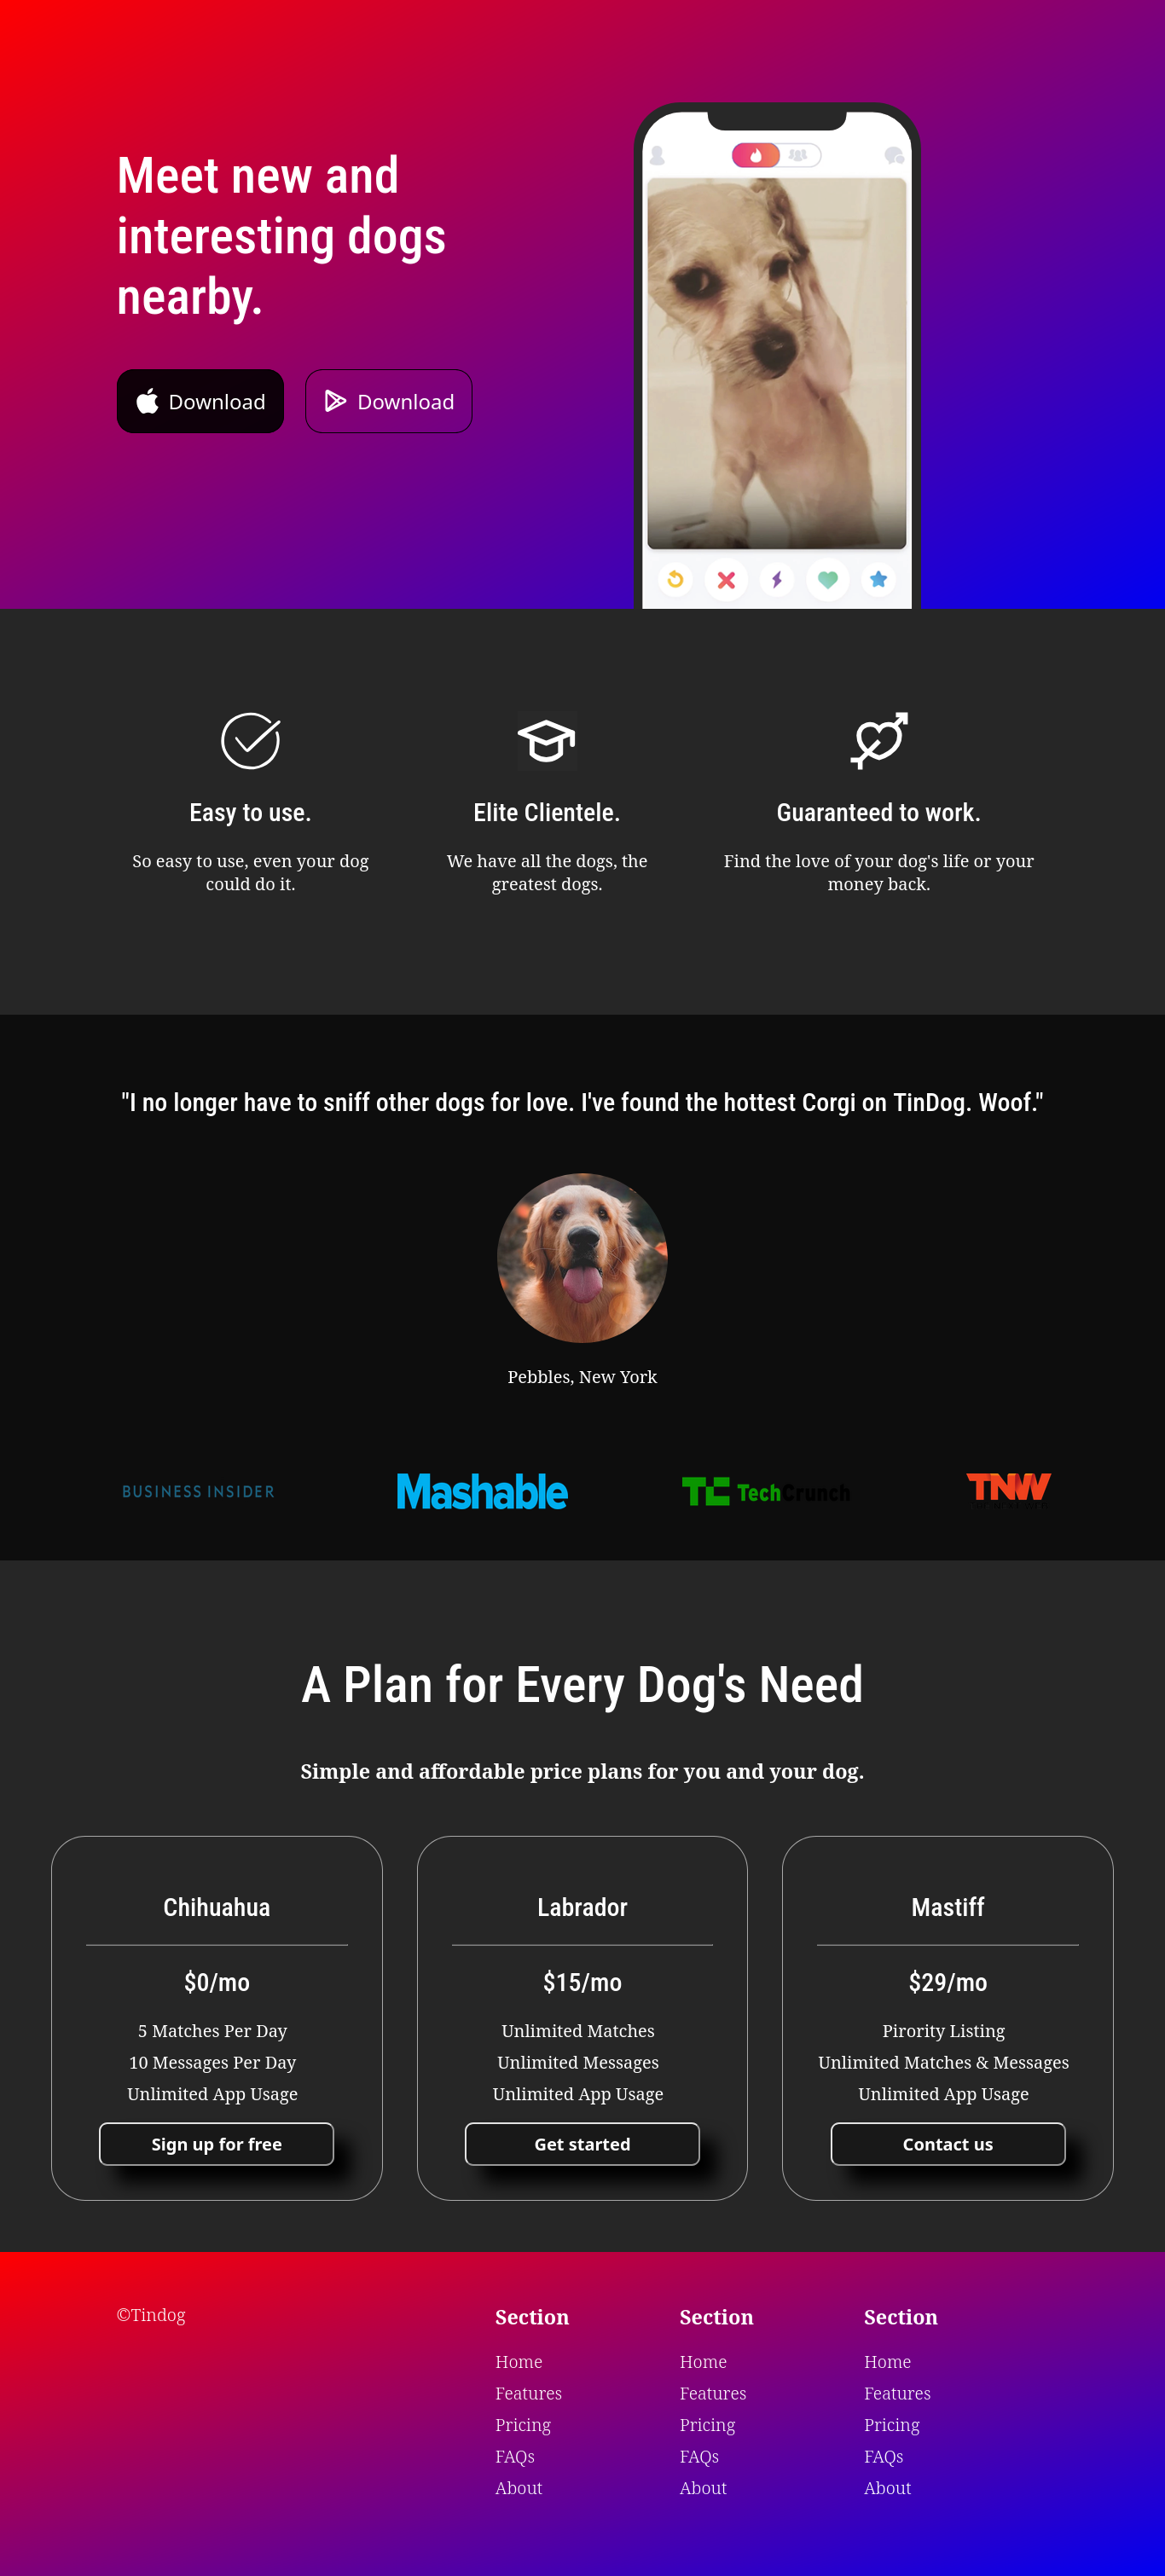 Meet new and
interesting dogs
nearby.
Download
Download
Easy to use.
So easy to use, even your dog
could do it.
Elite Clientele.
We have all the dogs, the
greatest dogs.
Guaranteed to work.
Find the love of your dog's life or your
money back.
"I no longer have to sniff other dogs for love. I've found the hottest Corgi on TinDog. Woof."
Pebbles, New York
BUSINESS INSIDER
Mashable
TC TechCrunch
TNW
A Plan for Every Dog's Need
Simple and affordable price plans for you and your dog.
Chihuahua
$0/mo
5 Matches Per Day
10 Messages Per Day
Unlimited App Usage
Sign up for free
Labrador
$15/mo
Unlimited Matches
Unlimited Messages
Unlimited App Usage
Get started
Mastiff
$29/mo
Pirority Listing
Unlimited Matches & Messages
Unlimited App Usage
Contact us
©Tindog
Section
Home
Features
Pricing
FAQs
About
Section
Home
Features
Pricing
FAQs
About
Section
Home
Features
Pricing
FAQs
About